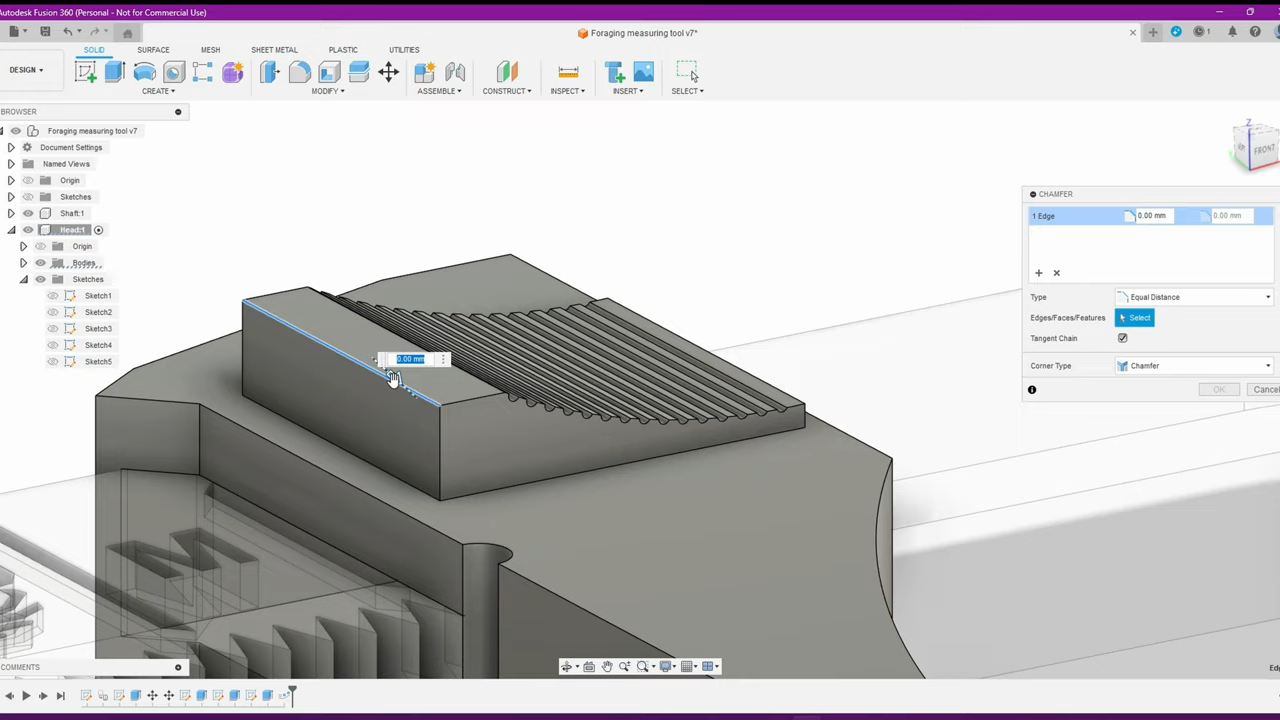 Autodesk Fusion 360 (Personal - Not for Commercial Use)
Foraging measuring tool v7*
1
DESIGN
SOLID
SURFACE
MESH
SHEET METAL
PLASTIC
UTILITIES
CREATE
MODIFY
ASSEMBLE
CONSTRUCT
INSPECT
INSERT
SELECT
BROWSER
Foraging measuring tool v7
Document Settings
Named Views
Origin
Sketches
Shaft:1
Head:1
Origin
Bodies
Sketches
Sketch1
Sketch2
Sketch3
Sketch4
Sketch5
0.00 mm
Z
FRONT
CHAMFER
1 Edge
0.00 mm
0.00 mm
Type
Equal Distance
Edges/Faces/Features
Select
Tangent Chain
Corner Type
Chamfer
OK
Cancel
COMMENTS